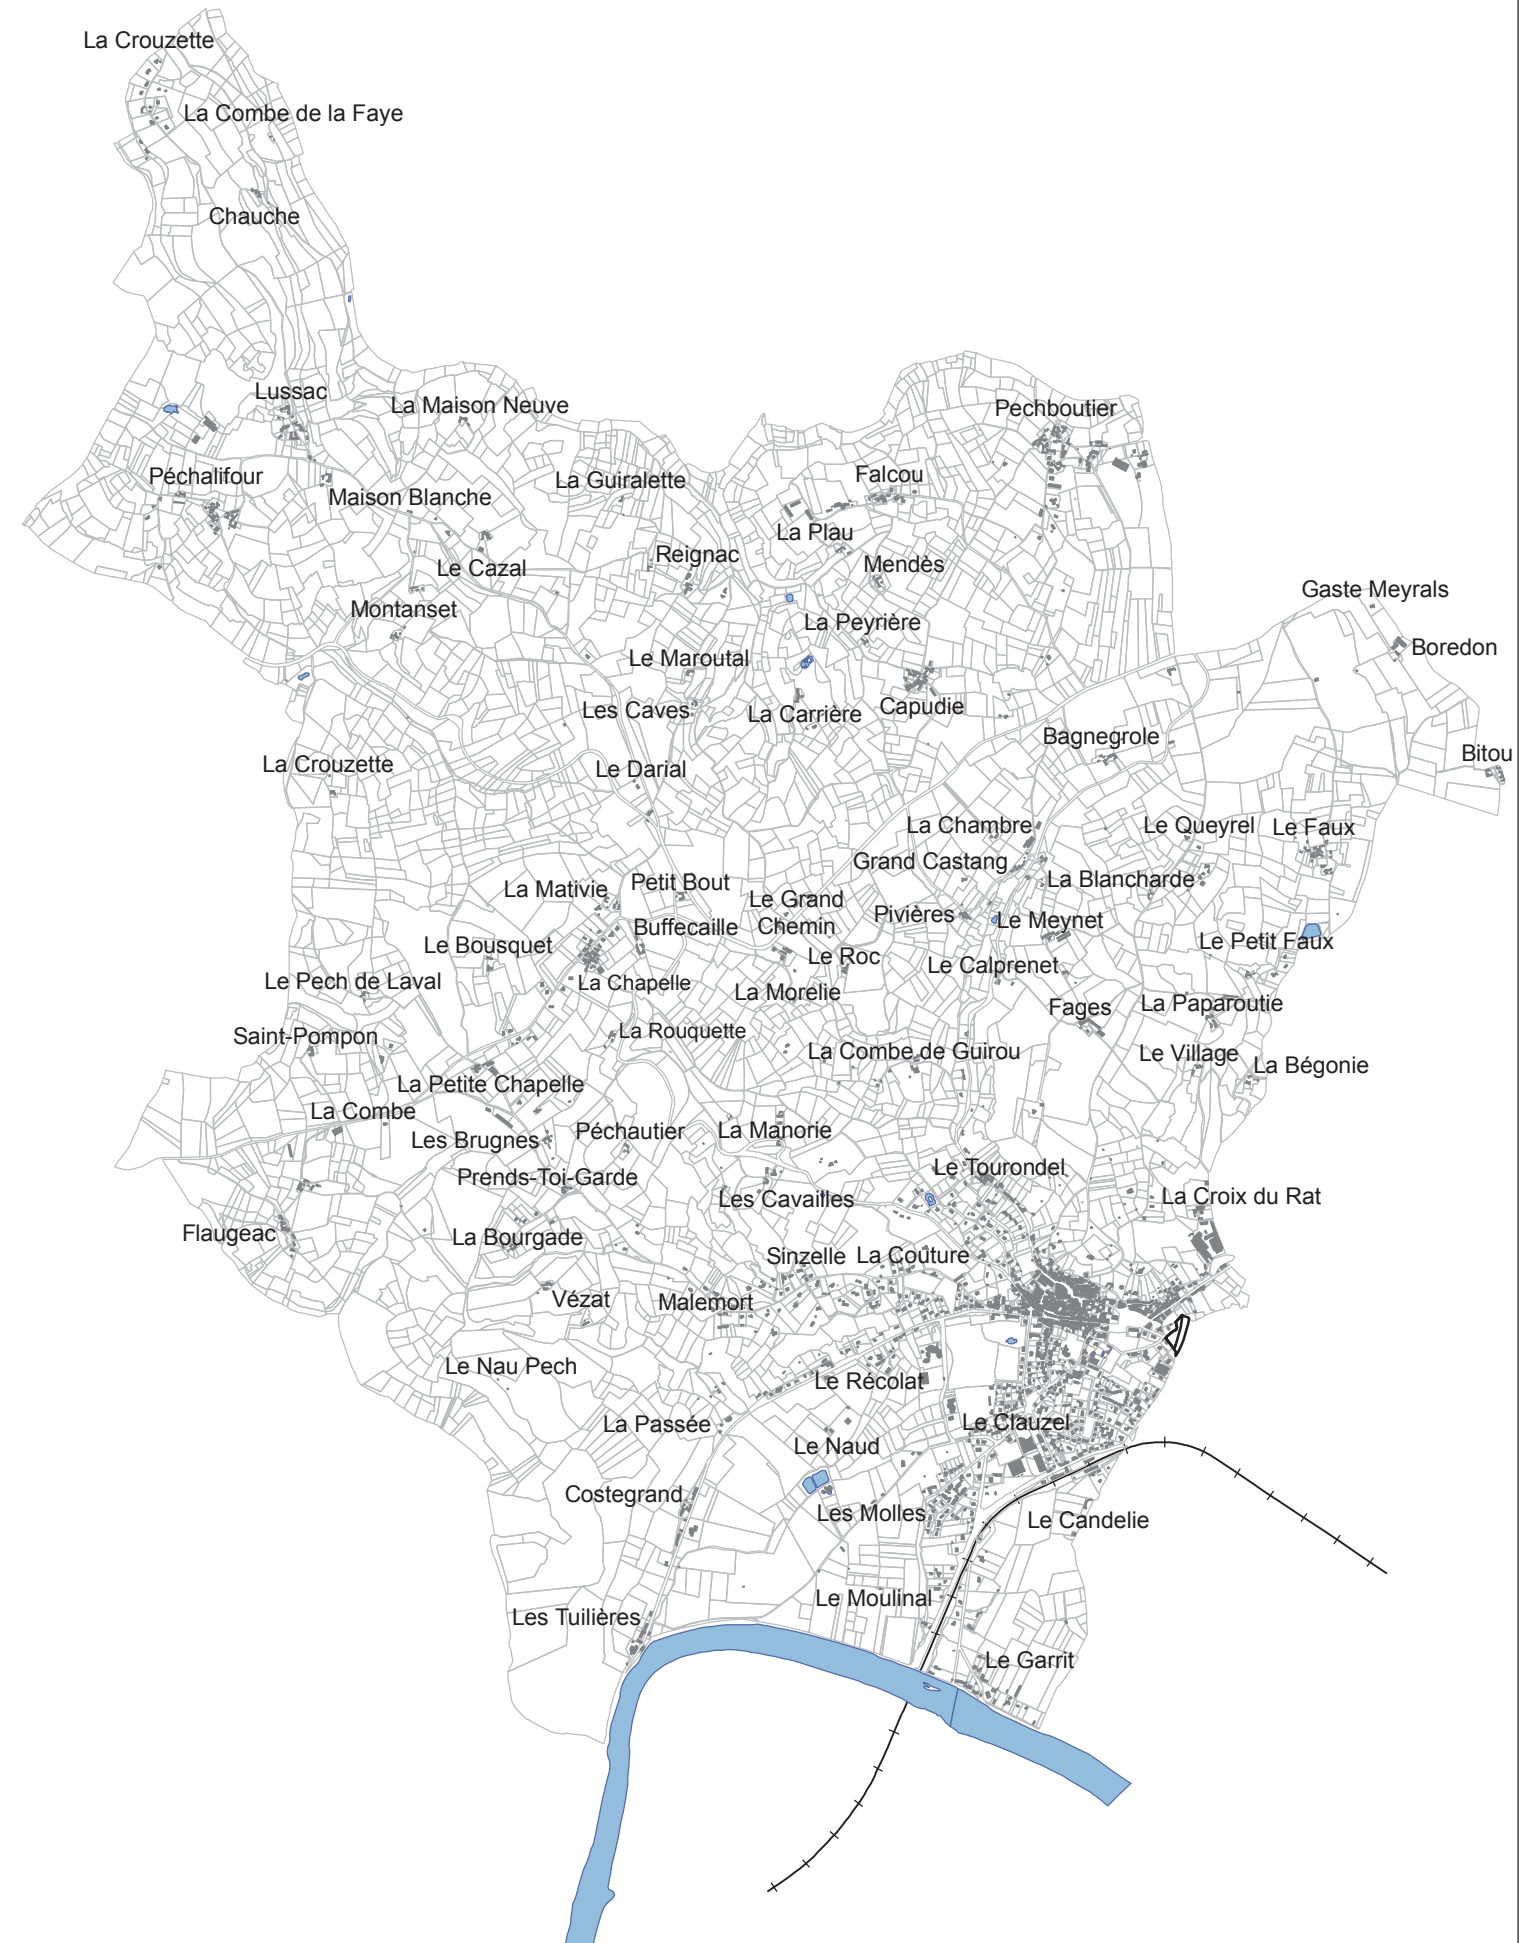 La Crouzette
La Combe de la Faye
Chauche
Lussac
La Maison Neuve
Pechboutier
Péchalifour
Falcou
La Guiralette
Maison Blanche
La Plau
Reignac
Mendès
Le Cazal
Gaste Meyrals
Montanset
La Peyrière
Boredon
Le Maroutal
Capudie
Les Caves
La Carrière
Bagnegrole
Bitou
La Crouzette
Le Darial
La Chambre
Le Queyrel
Le Faux
Grand Castang
La Blancharde
Petit Bout
La Mativie
Le Grand
Chemin
Pivières
Le Meynet
Buffecaille
Le Petit Faux
Le Bousquet
Le Roc
Le Calprenet
Le Pech de Laval
La Chapelle
La Morelie
Fages
La Paparoutie
Saint-Pompon
La Rouquette
La Combe de Guirou
Le Village
La Bégonie
La Petite Chapelle
La Combe
Les Brugnes
Péchautier
La Manorie
Le Tourondel
Prends-Toi-Garde
Les Cavailles
La Croix du Rat
Flaugeac
La Bourgade
Sinzelle
La Couture
Vézat
Malemort
Le Nau Pech
Le Récolat
La Passée
Le Clauzel
Le Naud
Costegrand
Les Molles
Le Candelie
Le Moulinal
Les Tuilières
Le Garrit